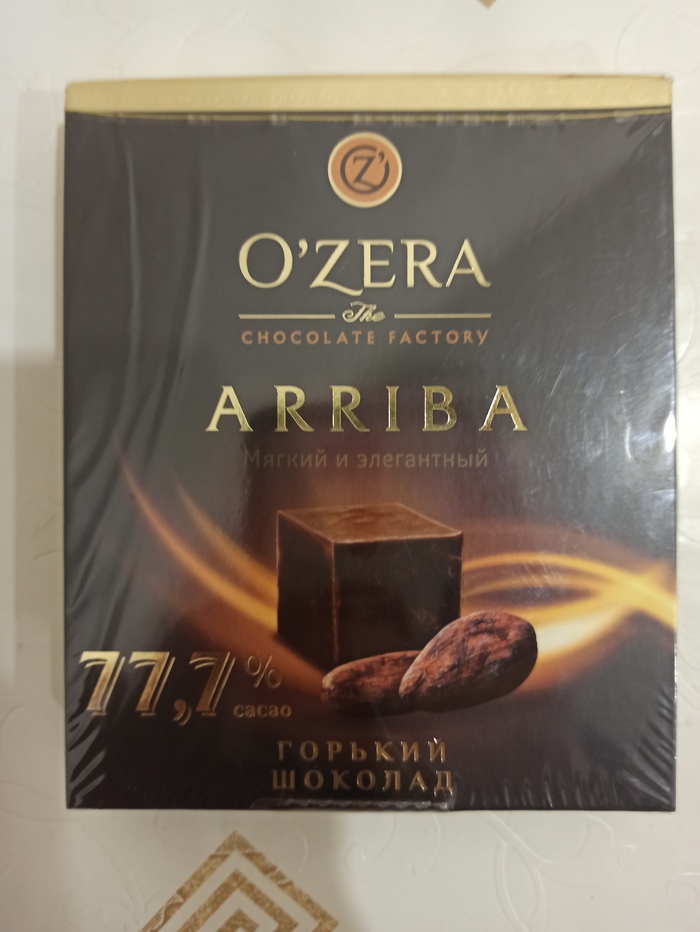 Z'
O'ZERA
The
CHOCOLATE FACTORY
ARRIBA
Мягкий и элегантный
77,7%
cacao
ГОРЬКИЙ
ШОКОЛАД